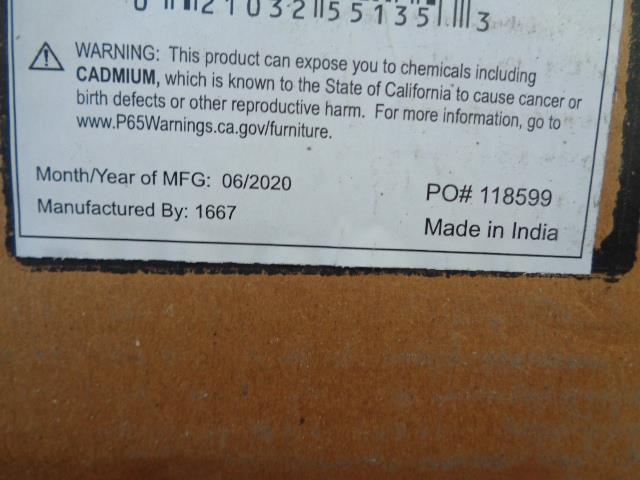 0 21032 55135 3
WARNING: This product can expose you to chemicals including
CADMIUM, which is known to the State of California to cause cancer or
birth defects or other reproductive harm. For more information, go to
www.P65Warnings.ca.gov/furniture.
Month/Year of MFG: 06/2020
Manufactured By: 1667
PO# 118599
Made in India